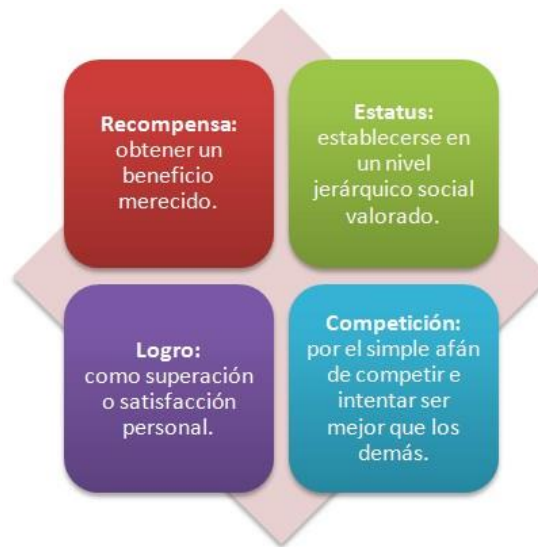 Recompensa:
obtener un
beneficio
merecido.
Estatus:
establecerse en
un nivel
jerárquico social
valorado.
Logro:
como superación
o satisfacción
personal.
Competición:
por el simple afán
de competir e
intentar ser
mejor que los
demás.